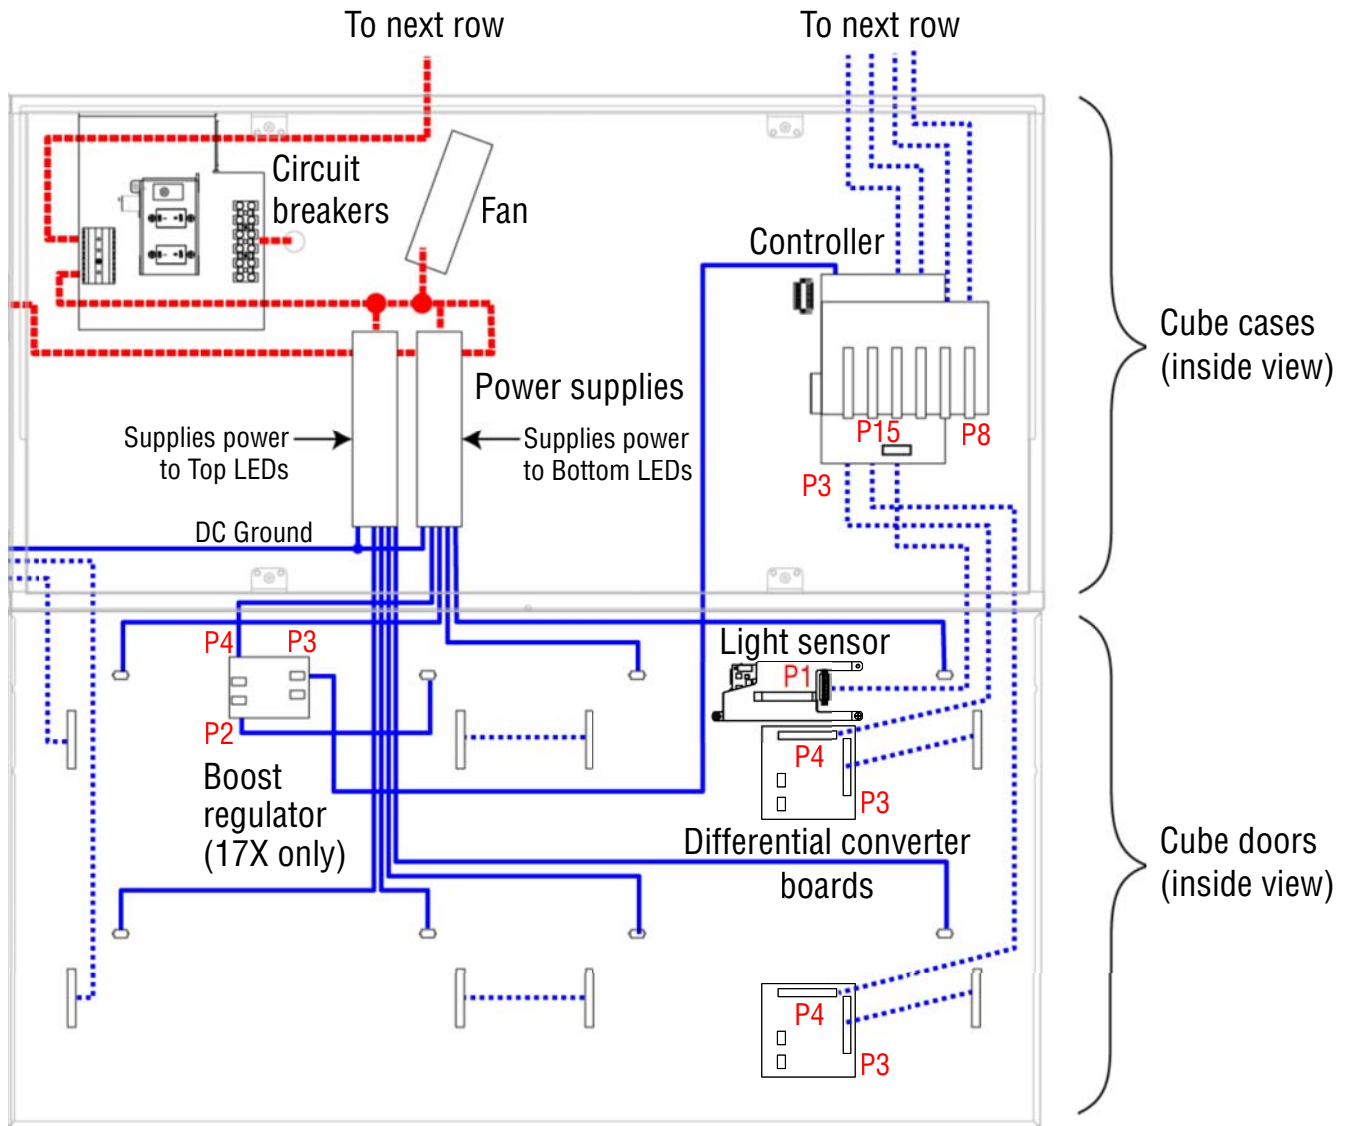 To next row
To next row
Circuit
breakers
Fan
Controller
Cube cases
(inside view)
Power supplies
Supplies power
to Top LEDs
Supplies power
to Bottom LEDs
P15
P8
P3
DC Ground
P4
P3
Light sensor
P1
P2
P4
Boost
regulator
(17X only)
P3
Differential converter
boards
Cube doors
(inside view)
P4
P3